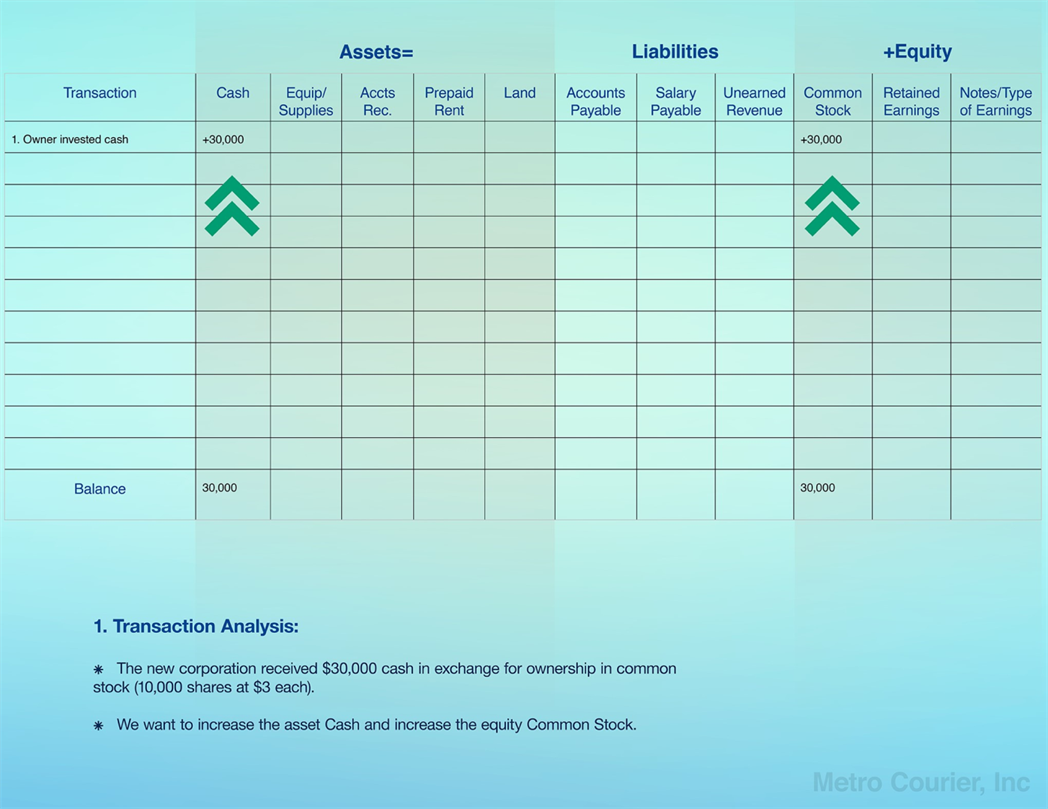 Assets= Liabilities +Equity
Transaction Cash Equip/ Accts Prepaid Land Accounts Salary Unearned Common Retained Notes/Type
Supplies Rec. Rent Payable Payable Revenue Stock Earnings of Earnings
1. Owner invested cash +30,000 +30,000
Balance 30,000 30,000
1. Transaction Analysis:
✳ The new corporation received $30,000 cash in exchange for ownership in common
stock (10,000 shares at $3 each).
✳ We want to increase the asset Cash and increase the equity Common Stock.
Metro Courier, Inc